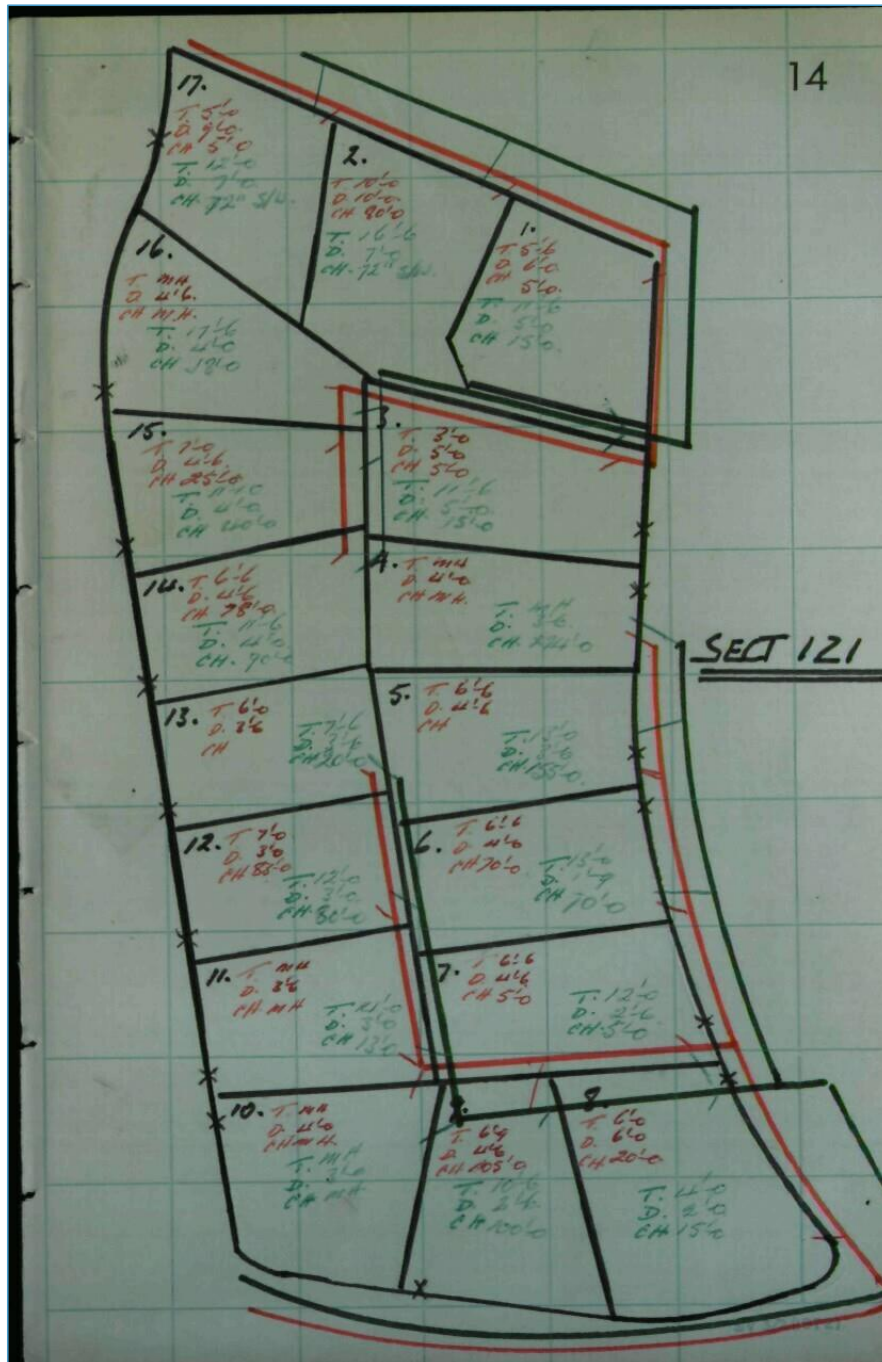 14
17.
T. 5'-0
D. 9'-0
CH 5'-0
T. 12'-0
D. 7'-0
CH. 72" S/W.
2.
T. 10'-0
D. 10'-0
CH 80'-0
T. 16'-6
D. 7'-0
CH. 72" S/W.
1.
T. 5'-6
D. 6'-0
CH 5'-0.
T. 11'-6
D. 5'-0
CH 15'-0.
16.
T. MH
D. 4'-6.
CH M.H.
T. 17'-6
D. 4'-0
CH 18'-0
15.
T. 7'-0
D. 4'-6.
CH 25'-0
T. 11'-0
D. 4'-0
CH 40'-0
3.
T. 3'-0
D. 5'-0
CH 5'-0
T. 11'-6
D. 5'-0
CH 15'-0
14.
T. 6'-6
D. 4'-6
CH. 78'-0
T. 11'-6
D. 4'-0
CH. 90'-0
4.
T. MH
D. 4'-0
CH MH.
T. MH
D. 3'-6
SECT 121
13.
T. 6'-0
D. 3'-6
CH
T. 7'-6
CH 20'-0
5.
T. 6'-6
D. 4'-6
CH
T. 15'-0
CH 155'-0.
12.
T. 7'-0
D. 3'-0
CH 85'-0
T. 12'-0
D. 3'-0
CH 80'-0
6.
T. 6'-6
D. 4'-0
CH 70'-0
T. 15'-0
D. 1'-9
CH 70'-0
11.
T. MH
D. 3'-6
CH. MH
D. 3'-0
CH 13'-0
7.
T. 6'-6
D. 4'-6
CH 5'-0
T. 12'-0
D. 2'-6
CH. 5'-0
10.
T. MH
D. 4'-0
CH MH.
T. MH
D. 3'-0
CH MH
9.
T. 6'-9
D. 4'-6
CH 105'-0
T. 10'-6
D. 2'-6
CH 100'-0
8.
T. 6'-0
D. 6'-0
CH. 20'-0
T. 4'-0
D. 2'-0
CH 15'-0